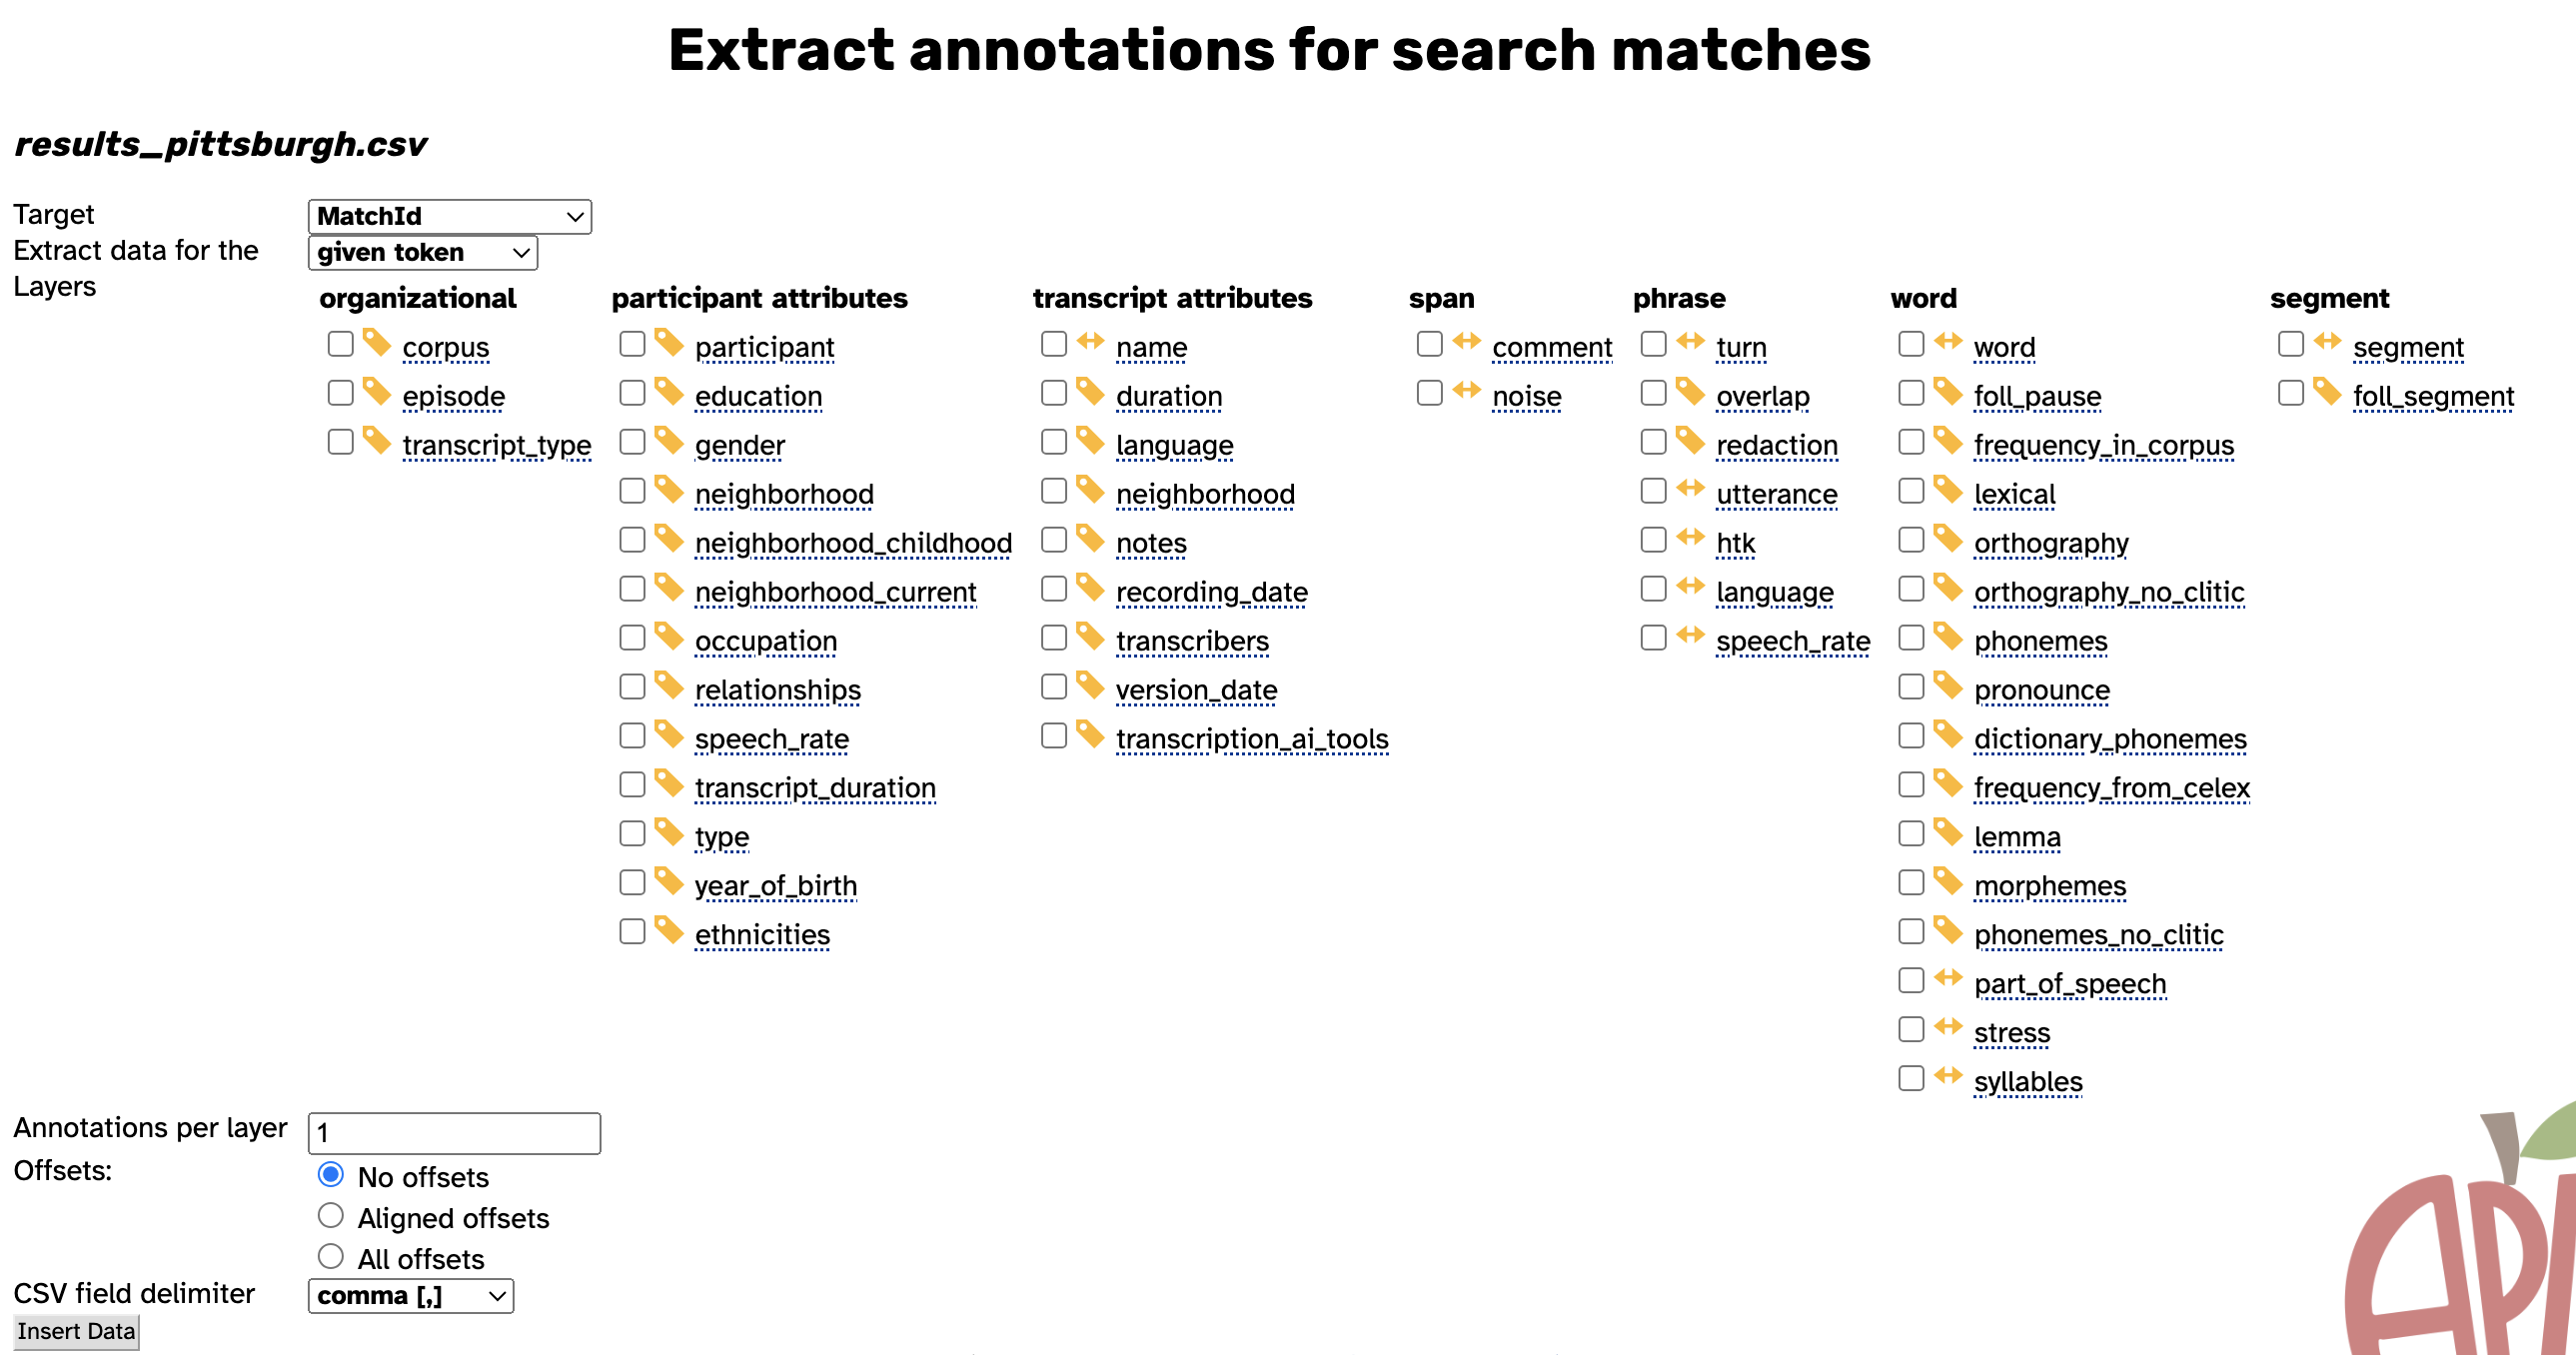 Extract annotations for search matches
results_pittsburgh.csv
Target MatchId
Extract data for the given token
Layers
organizational participant attributes transcript attributes span phrase word segment
corpus participant name comment turn word segment
episode education duration noise overlap foll_pause foll_segment
transcript_type gender language redaction frequency_in_corpus
neighborhood neighborhood utterance lexical
neighborhood_childhood notes htk orthography
neighborhood_current recording_date language orthography_no_clitic
occupation transcribers speech_rate phonemes
relationships version_date pronounce
speech_rate transcription_ai_tools dictionary_phonemes
transcript_duration frequency_from_celex
type lemma
year_of_birth morphemes
ethnicities phonemes_no_clitic
part_of_speech
stress
syllables
Annotations per layer 1
Offsets: No offsets
Aligned offsets
All offsets
CSV field delimiter comma [,]
Insert Data